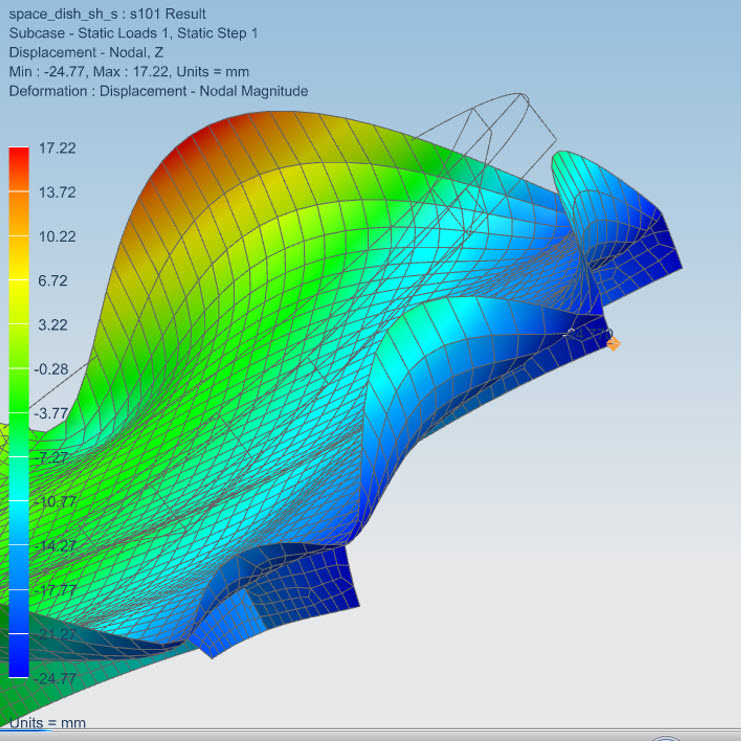 space_dish_sh_s : s101 Result
Subcase - Static Loads 1, Static Step 1
Displacement - Nodal, Z
Min : -24.77, Max : 17.22, Units = mm
Deformation : Displacement - Nodal Magnitude
17.22
13.72
10.22
6.72
3.22
-0.28
-3.77
-7.27
-10.77
-14.27
-17.77
-21.27
-24.77
Units = mm